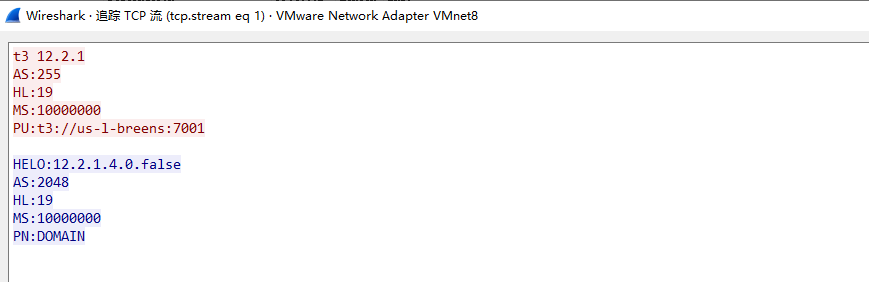 Wireshark · 追踪 TCP 流 (tcp.stream eq 1) · VMware Network Adapter VMnet8
t3 12.2.1
AS:255
HL:19
MS:10000000
PU:t3://us-l-breens:7001
HELO:12.2.1.4.0.false
AS:2048
HL:19
MS:10000000
PN:DOMAIN